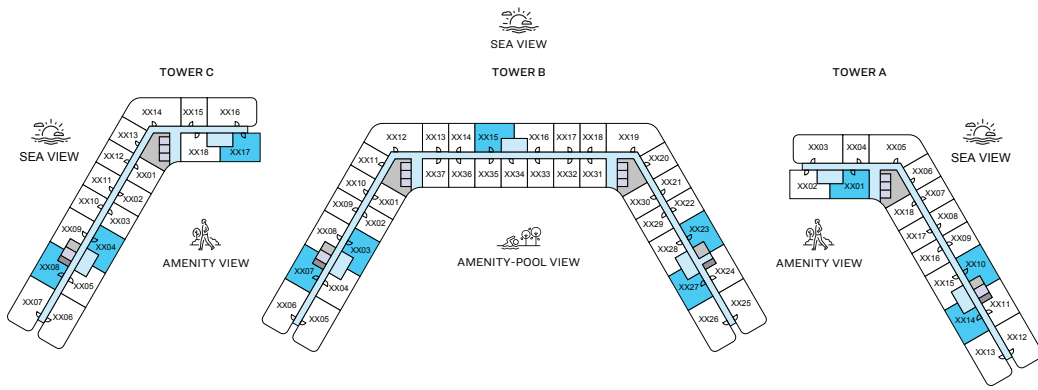 SEA VIEW
TOWER C
TOWER B
TOWER A
SEA VIEW
XX14
XX15
XX16
XX13
XX12
XX18
XX17
XX11
XX01
XX10
XX02
XX09
XX03
XX04
XX08
XX05
XX07
XX06
AMENITY VIEW
XX12
XX13
XX14
XX15
XX16
XX17
XX18
XX19
XX11
XX37
XX36
XX35
XX34
XX33
XX32
XX31
XX20
XX10
XX01
XX30
XX21
XX09
XX02
XX29
XX22
XX08
XX03
XX28
XX23
XX07
XX04
XX27
XX24
XX06
XX05
XX26
XX25
AMENITY-POOL VIEW
XX03
XX04
XX05
XX02
XX01
XX06
XX07
XX18
XX08
XX17
XX09
XX16
XX10
XX15
XX11
XX14
XX12
XX13
SEA VIEW
AMENITY VIEW